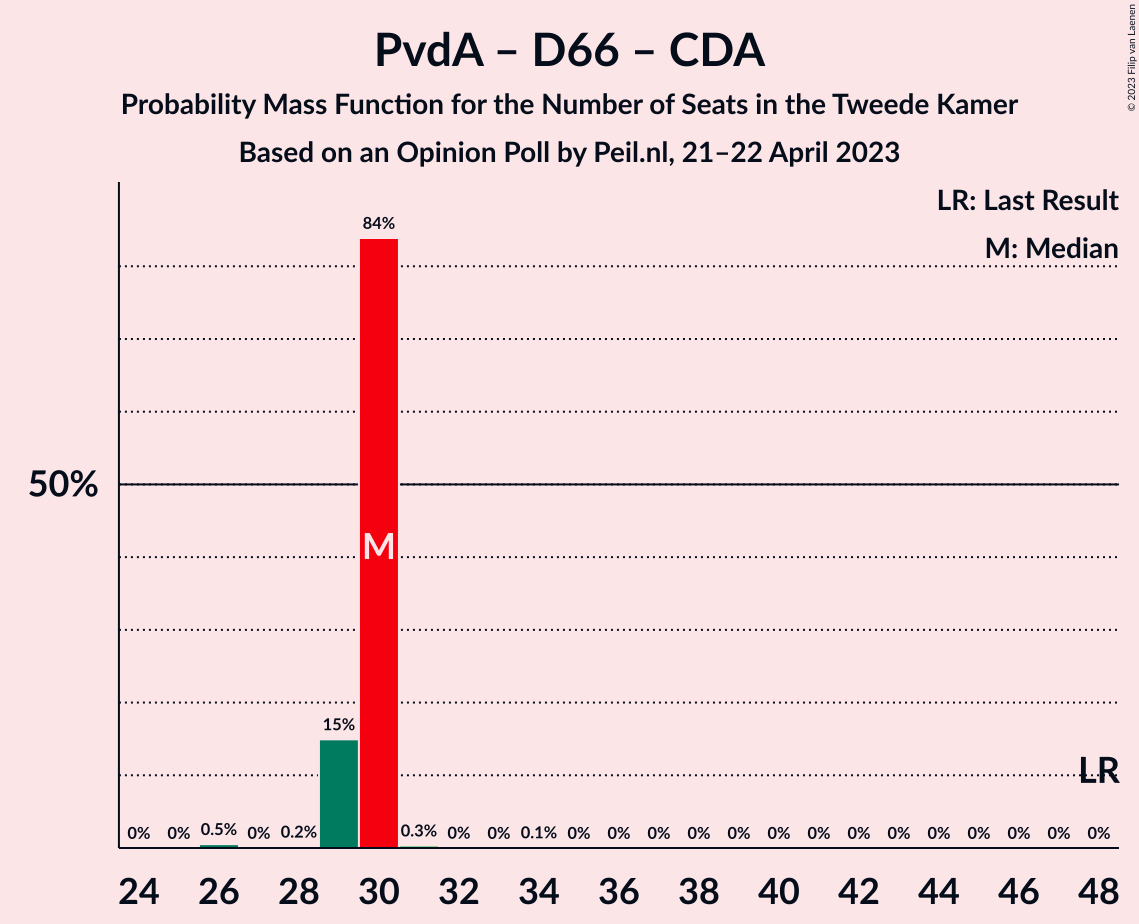 PvdA – D66 – CDA
Probability Mass Function for the Number of Seats in the Tweede Kamer
Based on an Opinion Poll by Peil.nl, 21–22 April 2023
© 2023 Filip van Laenen
LR: Last Result
M: Median
84%
50%
M
15%
LR
0% 0% 0.5% 0% 0.2% 0.3% 0% 0% 0.1% 0% 0% 0% 0% 0% 0% 0% 0% 0% 0% 0% 0% 0% 0%
24 26 28 30 32 34 36 38 40 42 44 46 48